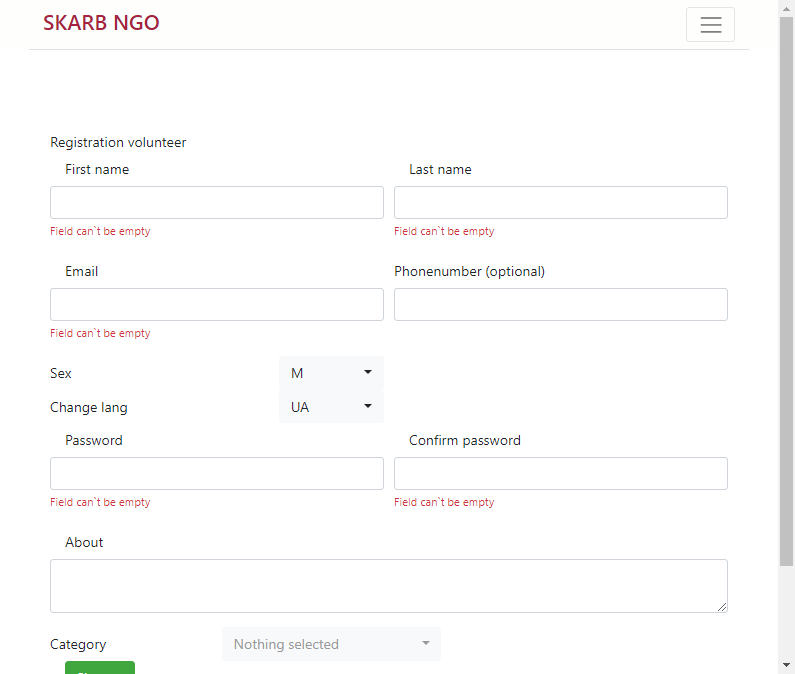 SKARB NGO
Registration volunteer
First name Last name
Field can`t be empty Field can`t be empty
Email Phonenumber (optional)
Field can`t be empty
Sex M
Change lang UA
Password Confirm password
Field can`t be empty Field can`t be empty
About
Category Nothing selected